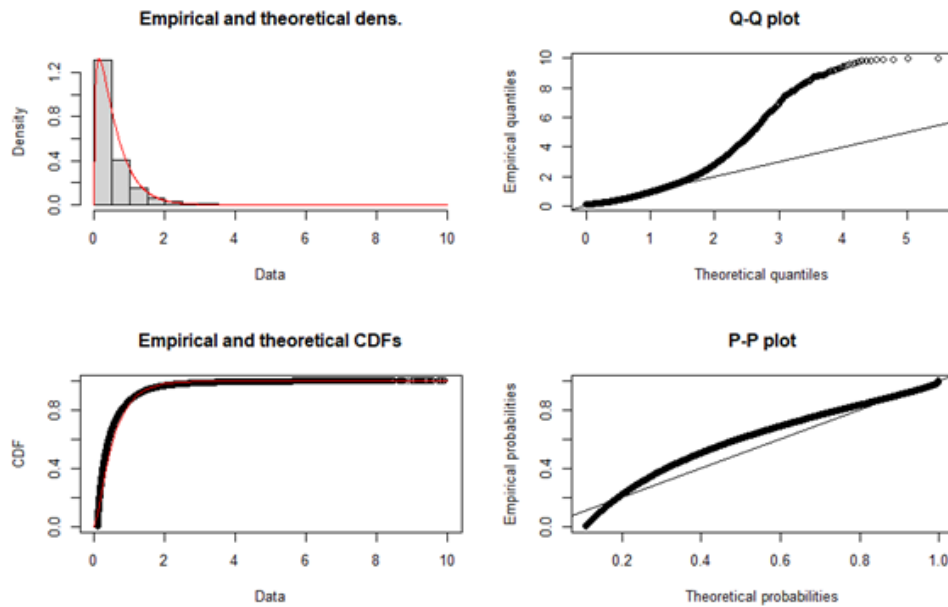 Empirical and theoretical dens.
Density
0.0 0.4 0.8 1.2
0 2 4 6 8 10
Data
Q-Q plot
Empirical quantiles
0 2 4 6 8 10
0 1 2 3 4 5
Theoretical quantiles
Empirical and theoretical CDFs
CDF
0.0 0.4 0.8
0 2 4 6 8 10
Data
P-P plot
Empirical probabilities
0.0 0.4 0.8
0.2 0.4 0.6 0.8 1.0
Theoretical probabilities